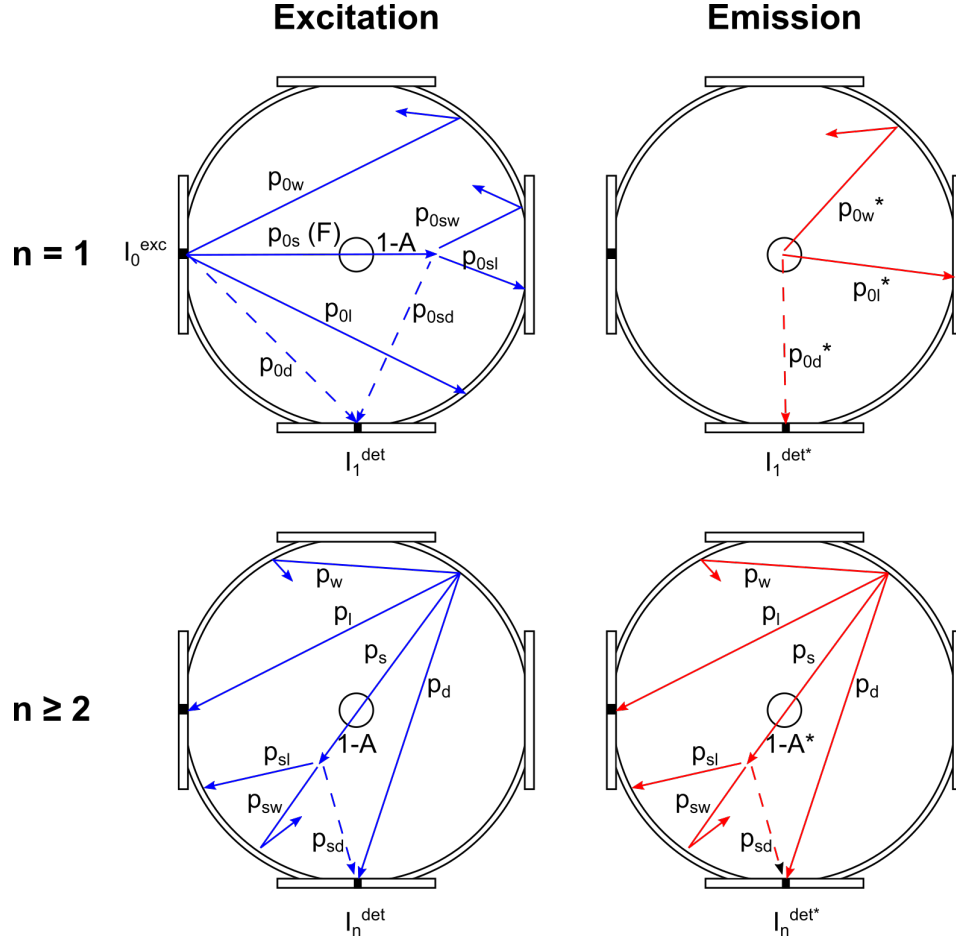 Excitation
Emission
n = 1
I₀ᵉˣᶜ
p₀w
p₀s (F)
1-A
p₀sw
p₀sl
p₀l
p₀sd
p₀d
I₁ᵈᵉᵗ
p₀w*
p₀l*
p₀d*
I₁ᵈᵉᵗ*
n ≥ 2
pw
pl
ps
pd
1-A
psl
psw
psd
Iₙᵈᵉᵗ
pw
pl
ps
pd
1-A*
psl
psw
psd
Iₙᵈᵉᵗ*